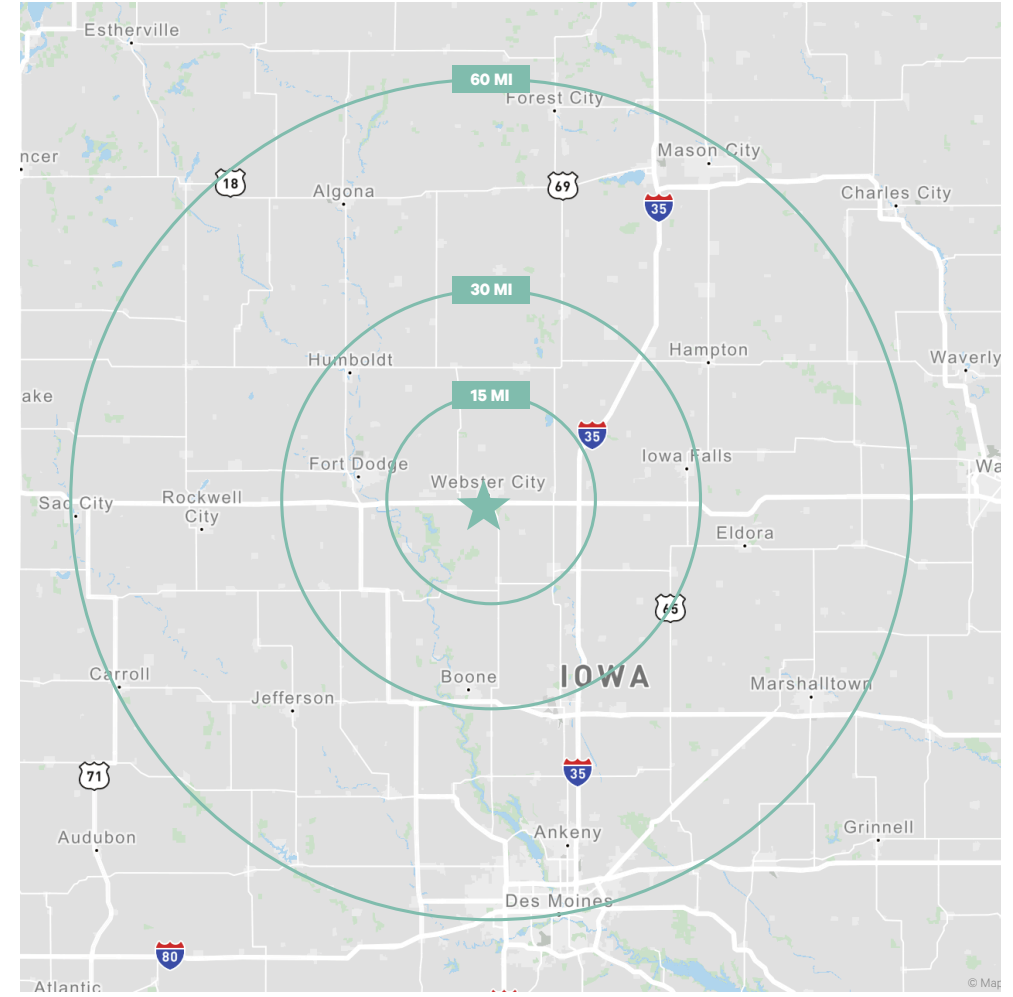 Estherville
60 MI
Forest City
ncer
Mason City
18
Algona
69
35
Charles City
30 MI
Humboldt
Hampton
Waverly
ake
15 MI
35
Iowa Falls
Fort Dodge
Webster City
Wa
Sac City
Rockwell
City
Eldora
65
Carroll
Boone
IOWA
Marshalltown
Jefferson
71
35
Audubon
Ankeny
Grinnell
Des Moines
80
Atlantic
© Map